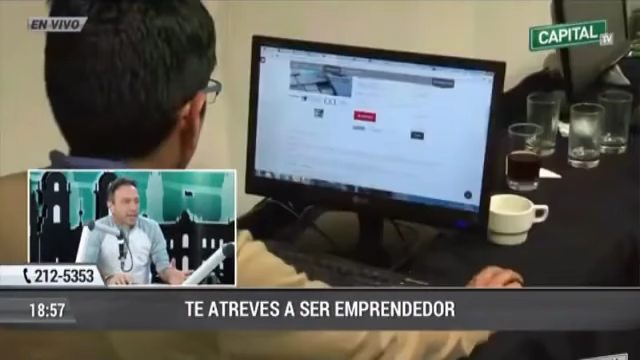 EN VIVO
CAPITAL
TV
212-5353
18:57
TE ATREVES A SER EMPRENDEDOR